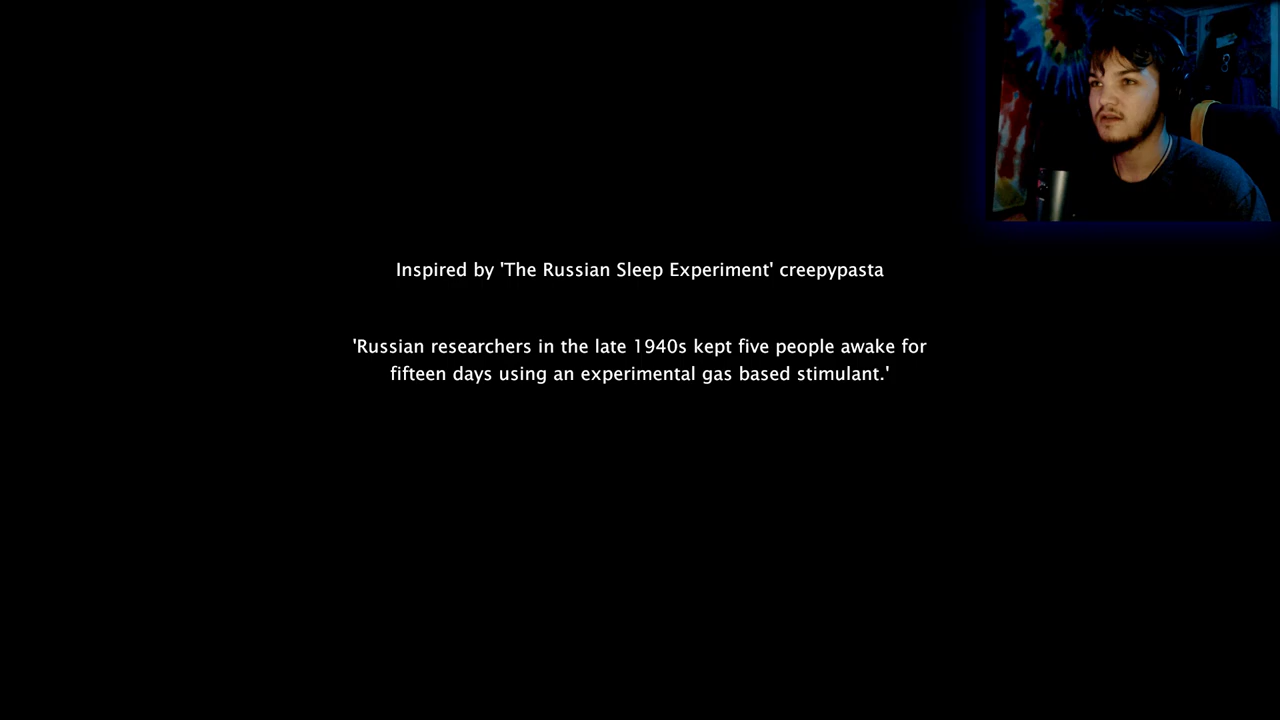 Inspired by 'The Russian Sleep Experiment' creepypasta
'Russian researchers in the late 1940s kept five people awake for
fifteen days using an experimental gas based stimulant.'